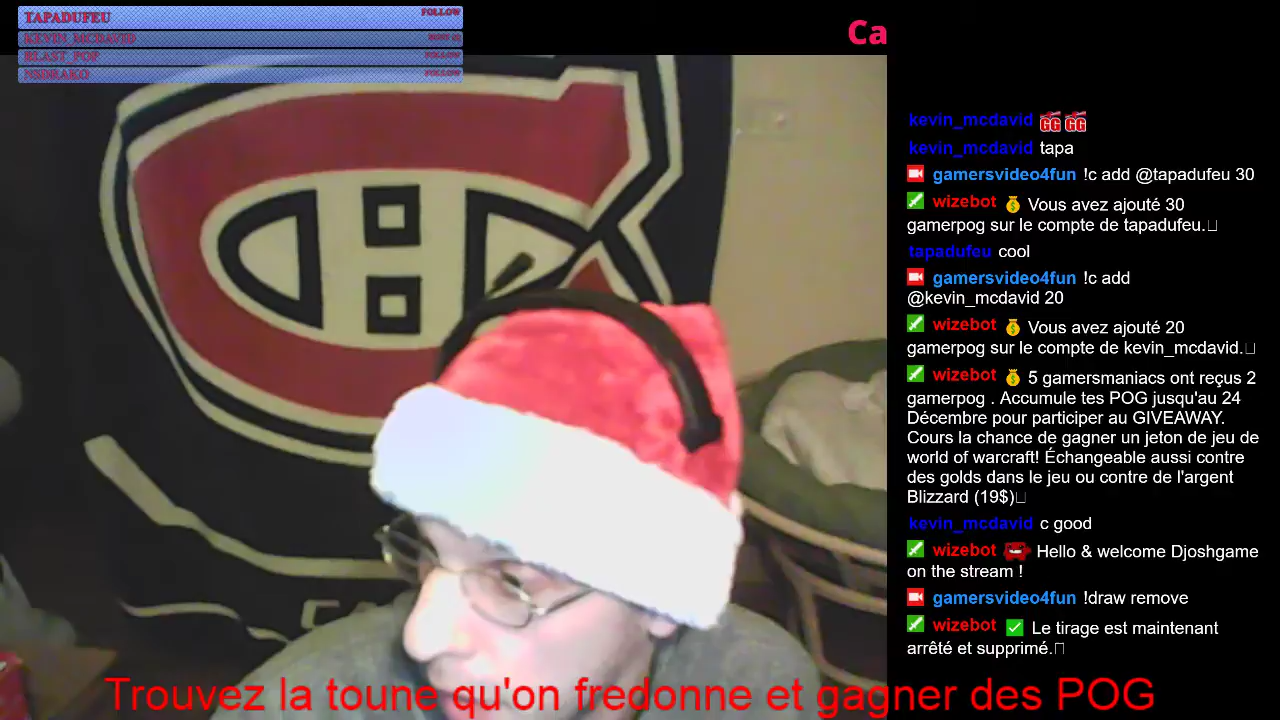 TAPADUFEU FOLLOW
KEVIN_MCDAVID
BLAST_POF FOLLOW
NSDRAKO FOLLOW
Ca
kevin_mcdavid GG GG
kevin_mcdavid tapa
gamersvideo4fun !c add @tapadufeu 30
wizebot Vous avez ajouté 30
gamerpog sur le compte de tapadufeu.
tapadufeu cool
gamersvideo4fun !c add
@kevin_mcdavid 20
wizebot Vous avez ajouté 20
gamerpog sur le compte de kevin_mcdavid.
wizebot 5 gamersmaniacs ont reçus 2
gamerpog . Accumule tes POG jusqu'au 24
Décembre pour participer au GIVEAWAY.
Cours la chance de gagner un jeton de jeu de
world of warcraft! Échangeable aussi contre
des golds dans le jeu ou contre de l'argent
Blizzard (19$)
kevin_mcdavid c good
wizebot Hello & welcome Djoshgame
on the stream !
gamersvideo4fun !draw remove
wizebot Le tirage est maintenant
arrêté et supprimé.
Trouvez la toune qu'on fredonne et gagner des POG